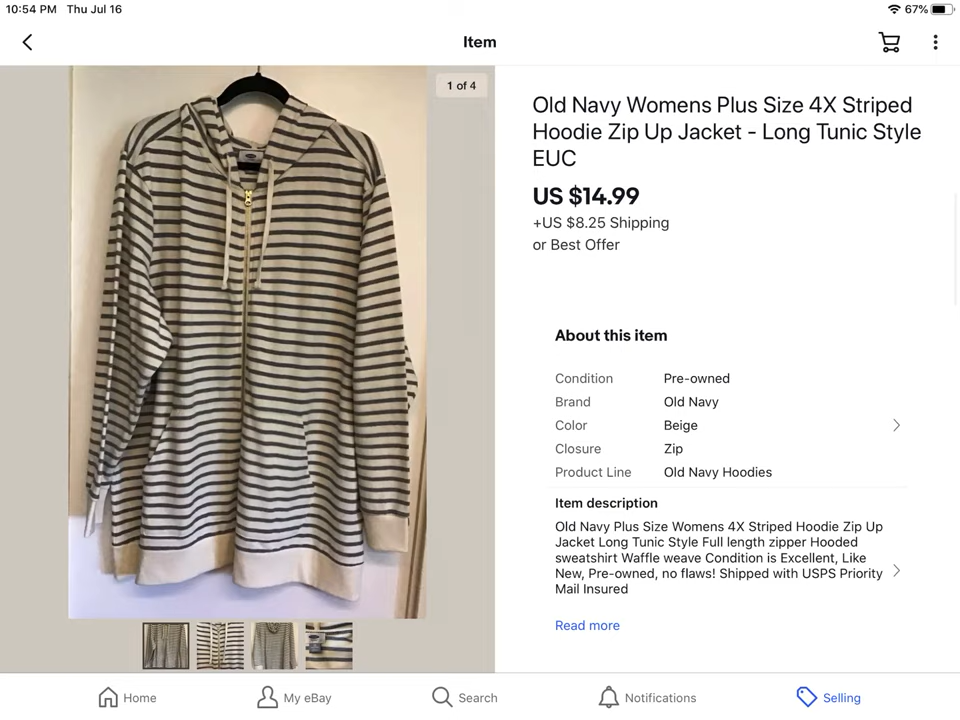 10:54 PM Thu Jul 16
67%
Item
1 of 4
Old Navy Womens Plus Size 4X Striped
Hoodie Zip Up Jacket - Long Tunic Style
EUC
US $14.99
+US $8.25 Shipping
or Best Offer
About this item
Condition Pre-owned
Brand Old Navy
Color Beige
Closure Zip
Product Line Old Navy Hoodies
Item description
Old Navy Plus Size Womens 4X Striped Hoodie Zip Up
Jacket Long Tunic Style Full length zipper Hooded
sweatshirt Waffle weave Condition is Excellent, Like
New, Pre-owned, no flaws! Shipped with USPS Priority
Mail Insured
Read more
Home My eBay Search Notifications Selling